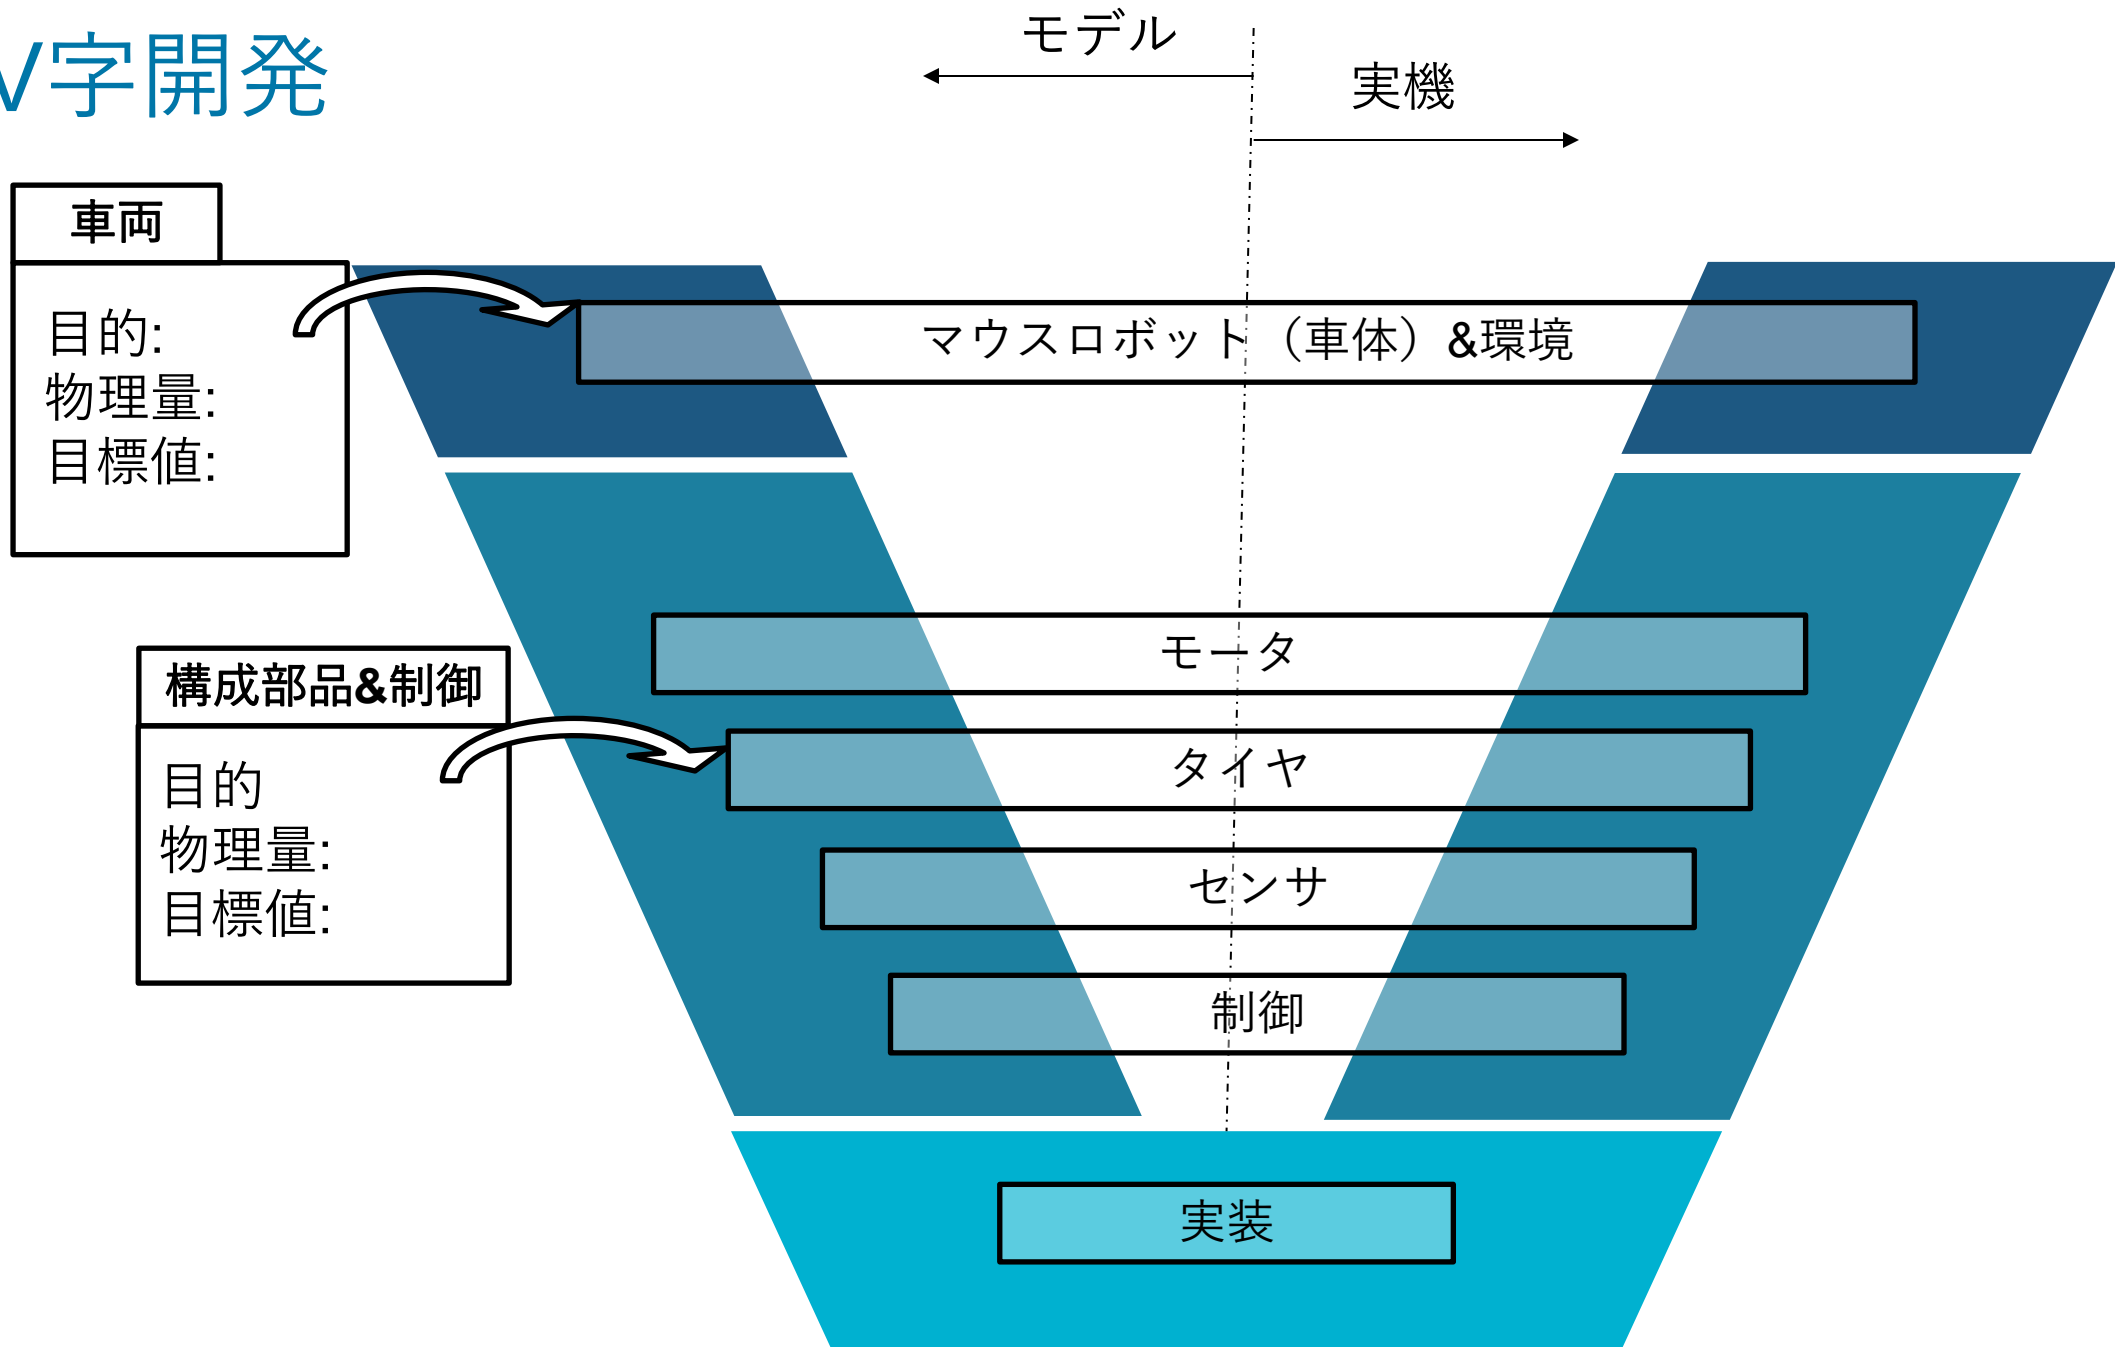 V字開発
モデル
実機
車両
目的:
物理量:
目標値:
マウスロボット（車体）&環境
モータ
構成部品&制御
目的
物理量:
目標値:
タイヤ
センサ
制御
実装